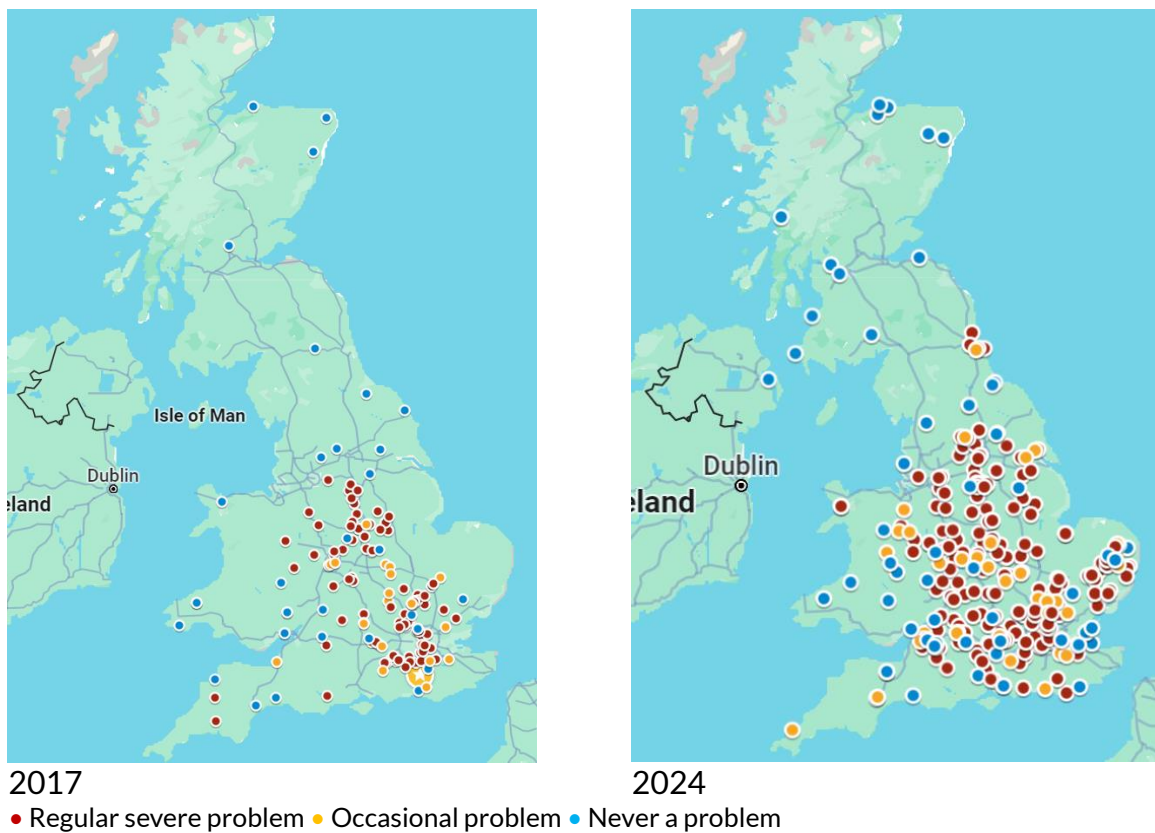 Isle of Man
Dublin
eland
Dublin
eland
2017
2024
• Regular severe problem • Occasional problem • Never a problem